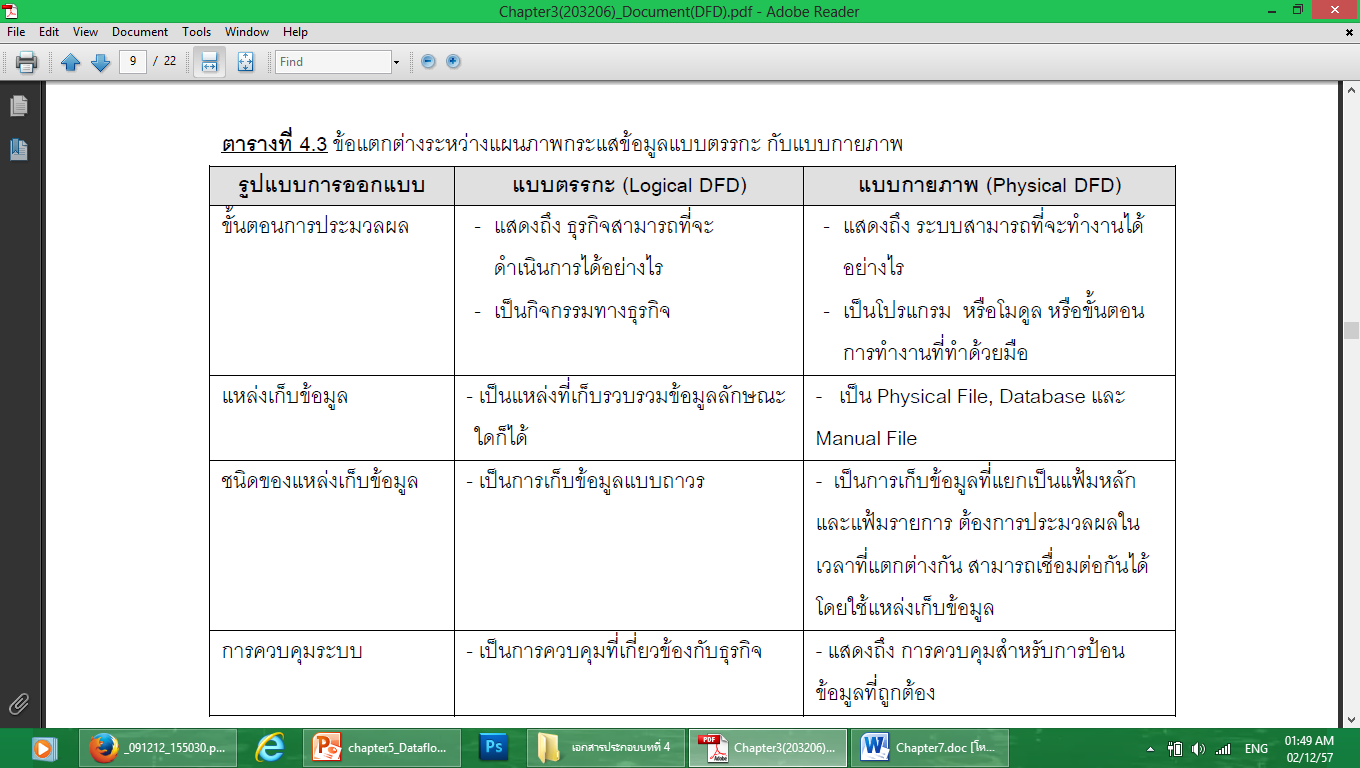 Chapter3(203206)_Document(DFD).pdf - Adobe Reader
File Edit View Document Tools Window Help
9 / 22 Find
ตารางที่ 4.3 ข้อแตกต่างระหว่างแผนภาพกระแสข้อมูลแบบตรรกะ กับแบบกายภาพ
รูปแบบการออกแบบ แบบตรรกะ (Logical DFD) แบบกายภาพ (Physical DFD)
ขั้นตอนการประมวลผล
- แสดงถึง ธุรกิจสามารถที่จะ
ดำเนินการได้อย่างไร
- เป็นกิจกรรมทางธุรกิจ
- แสดงถึง ระบบสามารถที่จะทำงานได้
อย่างไร
- เป็นโปรแกรม หรือโมดูล หรือขั้นตอน
การทำงานที่ทำด้วยมือ
แหล่งเก็บข้อมูล
- เป็นแหล่งที่เก็บรวบรวมข้อมูลลักษณะ
ใดก็ได้
- เป็น Physical File, Database และ
Manual File
ชนิดของแหล่งเก็บข้อมูล
- เป็นการเก็บข้อมูลแบบถาวร
- เป็นการเก็บข้อมูลที่แยกเป็นแฟ้มหลัก
และแฟ้มรายการ ต้องการประมวลผลใน
เวลาที่แตกต่างกัน สามารถเชื่อมต่อกันได้
โดยใช้แหล่งเก็บข้อมูล
การควบคุมระบบ
- เป็นการควบคุมที่เกี่ยวข้องกับธุรกิจ
- แสดงถึง การควบคุมสำหรับการป้อน
ข้อมูลที่ถูกต้อง
_091212_155030.p... chapter5_Dataflo... Ps เอกสารประกอบบทที่ 4 Chapter3(203206)... Chapter7.doc [โห... ENG 01:49 AM
02/12/57